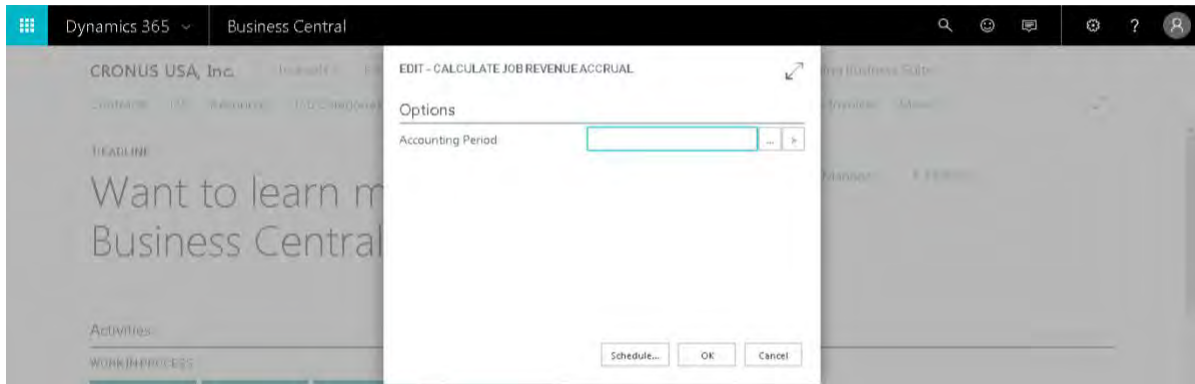 Dynamics 365
Business Central
?
CRONUS USA, Inc.
EDIT - CALCULATE JOB REVENUE ACCRUAL
Options
Accounting Period
...
>
HEADLINE
Want to learn m
Business Central
Activities
WORK IN PROCESS
Schedule...
OK
Cancel